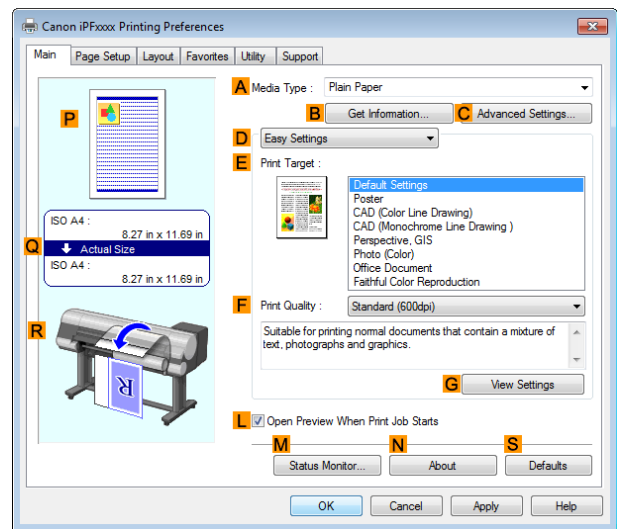 Canon iPFxxxx Printing Preferences
Main Page Setup Layout Favorites Utility Support
P
A Media Type : Plain Paper
B Get Information... C Advanced Settings...
D Easy Settings
E Print Target :
Default Settings
Poster
CAD (Color Line Drawing)
CAD (Monochrome Line Drawing )
Perspective, GIS
Photo (Color)
Office Document
Faithful Color Reproduction
Q
ISO A4 :
8.27 in x 11.69 in
Actual Size
ISO A4 :
8.27 in x 11.69 in
R
R
F Print Quality : Standard (600dpi)
Suitable for printing normal documents that contain a mixture of
text, photographs and graphics.
G View Settings
L Open Preview When Print Job Starts
M N S
Status Monitor... About Defaults
OK Cancel Apply Help